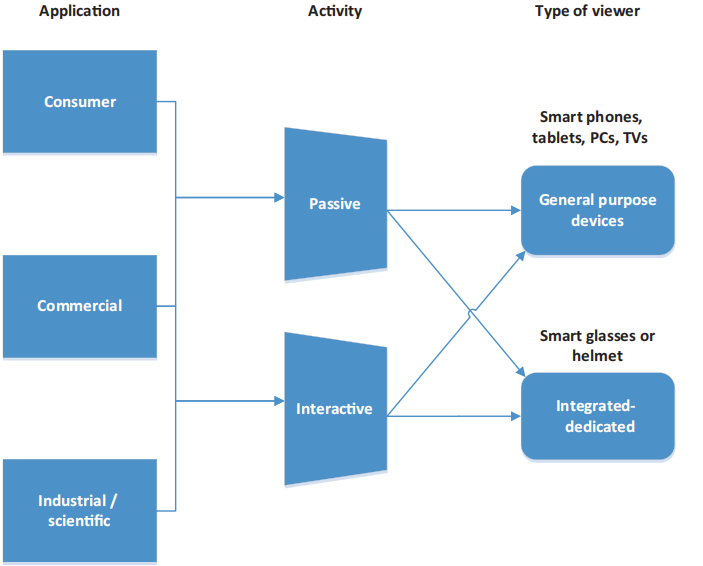 Application
Activity
Type of viewer
Consumer
Commercial
Industrial /
scientific
Passive
Interactive
Smart phones,
tablets, PCs, TVs
General purpose
devices
Smart glasses or
helmet
Integrated-
dedicated